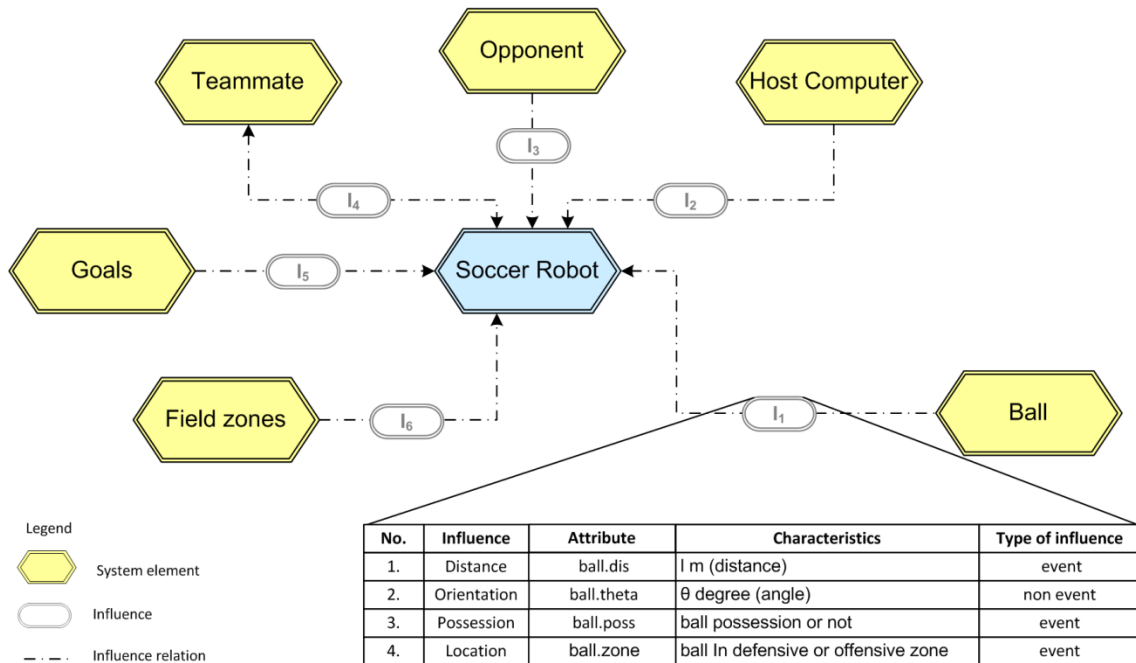 Opponent
Teammate
Host Computer
I3
I4
I2
Goals
I5
Soccer Robot
Field zones
I6
I1
Ball
Legend
System element
Influence
Influence relation
No. Influence Attribute Characteristics Type of influence
1. Distance ball.dis l m (distance) event
2. Orientation ball.theta θ degree (angle) non event
3. Possession ball.poss ball possession or not event
4. Location ball.zone ball In defensive or offensive zone event